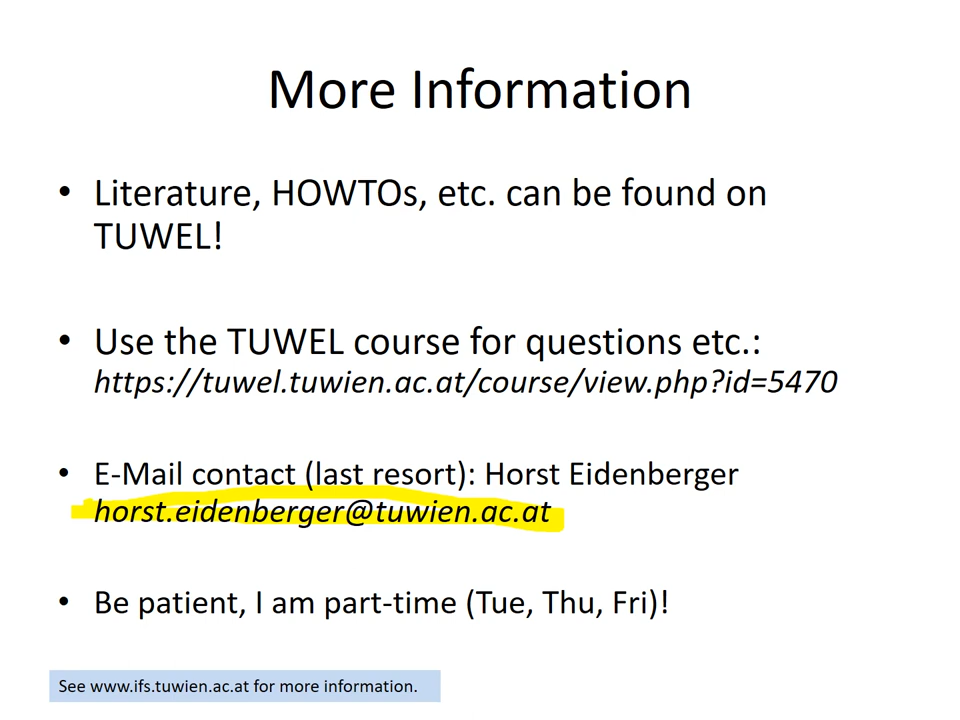 More Information
• Literature, HOWTOs, etc. can be found on
TUWEL!
• Use the TUWEL course for questions etc.:
https://tuwel.tuwien.ac.at/course/view.php?id=5470
• E-Mail contact (last resort): Horst Eidenberger
horst.eidenberger@tuwien.ac.at
• Be patient, I am part-time (Tue, Thu, Fri)!
See www.ifs.tuwien.ac.at for more information.